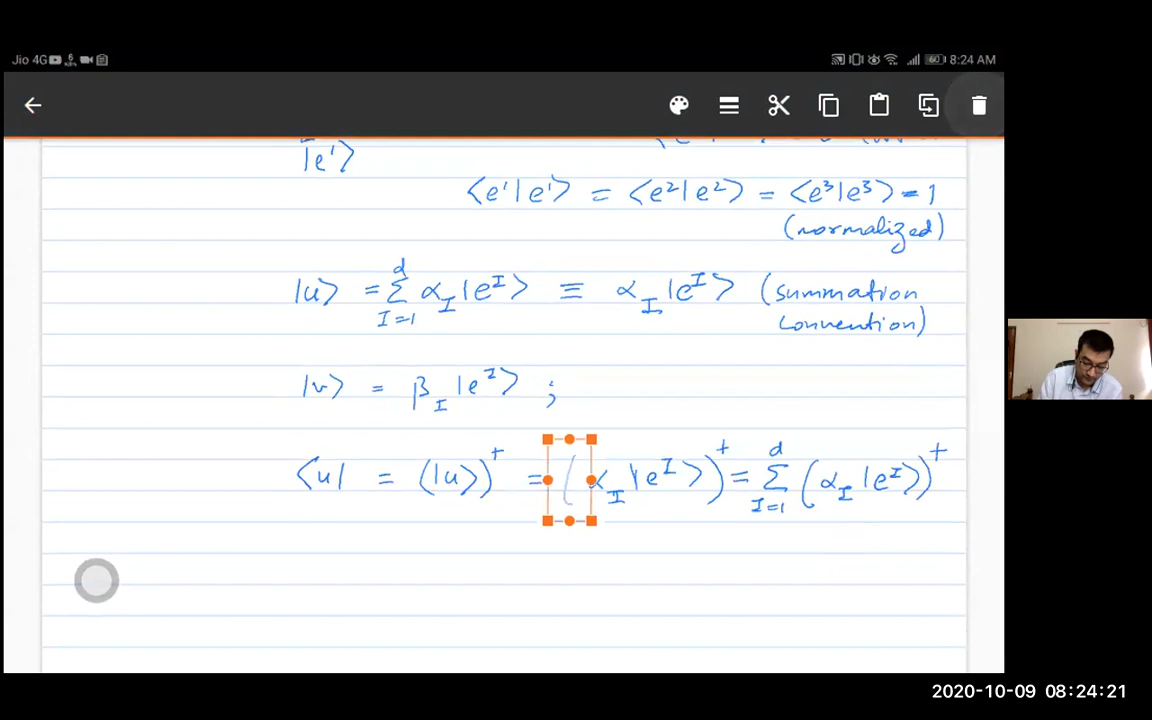 Jio 4G 60 8:24 AM
|e¹⟩
⟨e¹|e¹⟩ = ⟨e²|e²⟩ = ⟨e³|e³⟩ = 1
(normalized)
|u⟩ = Σ_{I=1}^{d} α_I |e^I⟩ ≡ α_I |e^I⟩ (summation
convention)
|v⟩ = β_I |e^I⟩ ;
⟨u| = (|u⟩)⁺ = (α_I |e^I⟩)⁺ = Σ_{I=1}^{d} (α_I |e^I⟩)⁺
2020-10-09 08:24:21